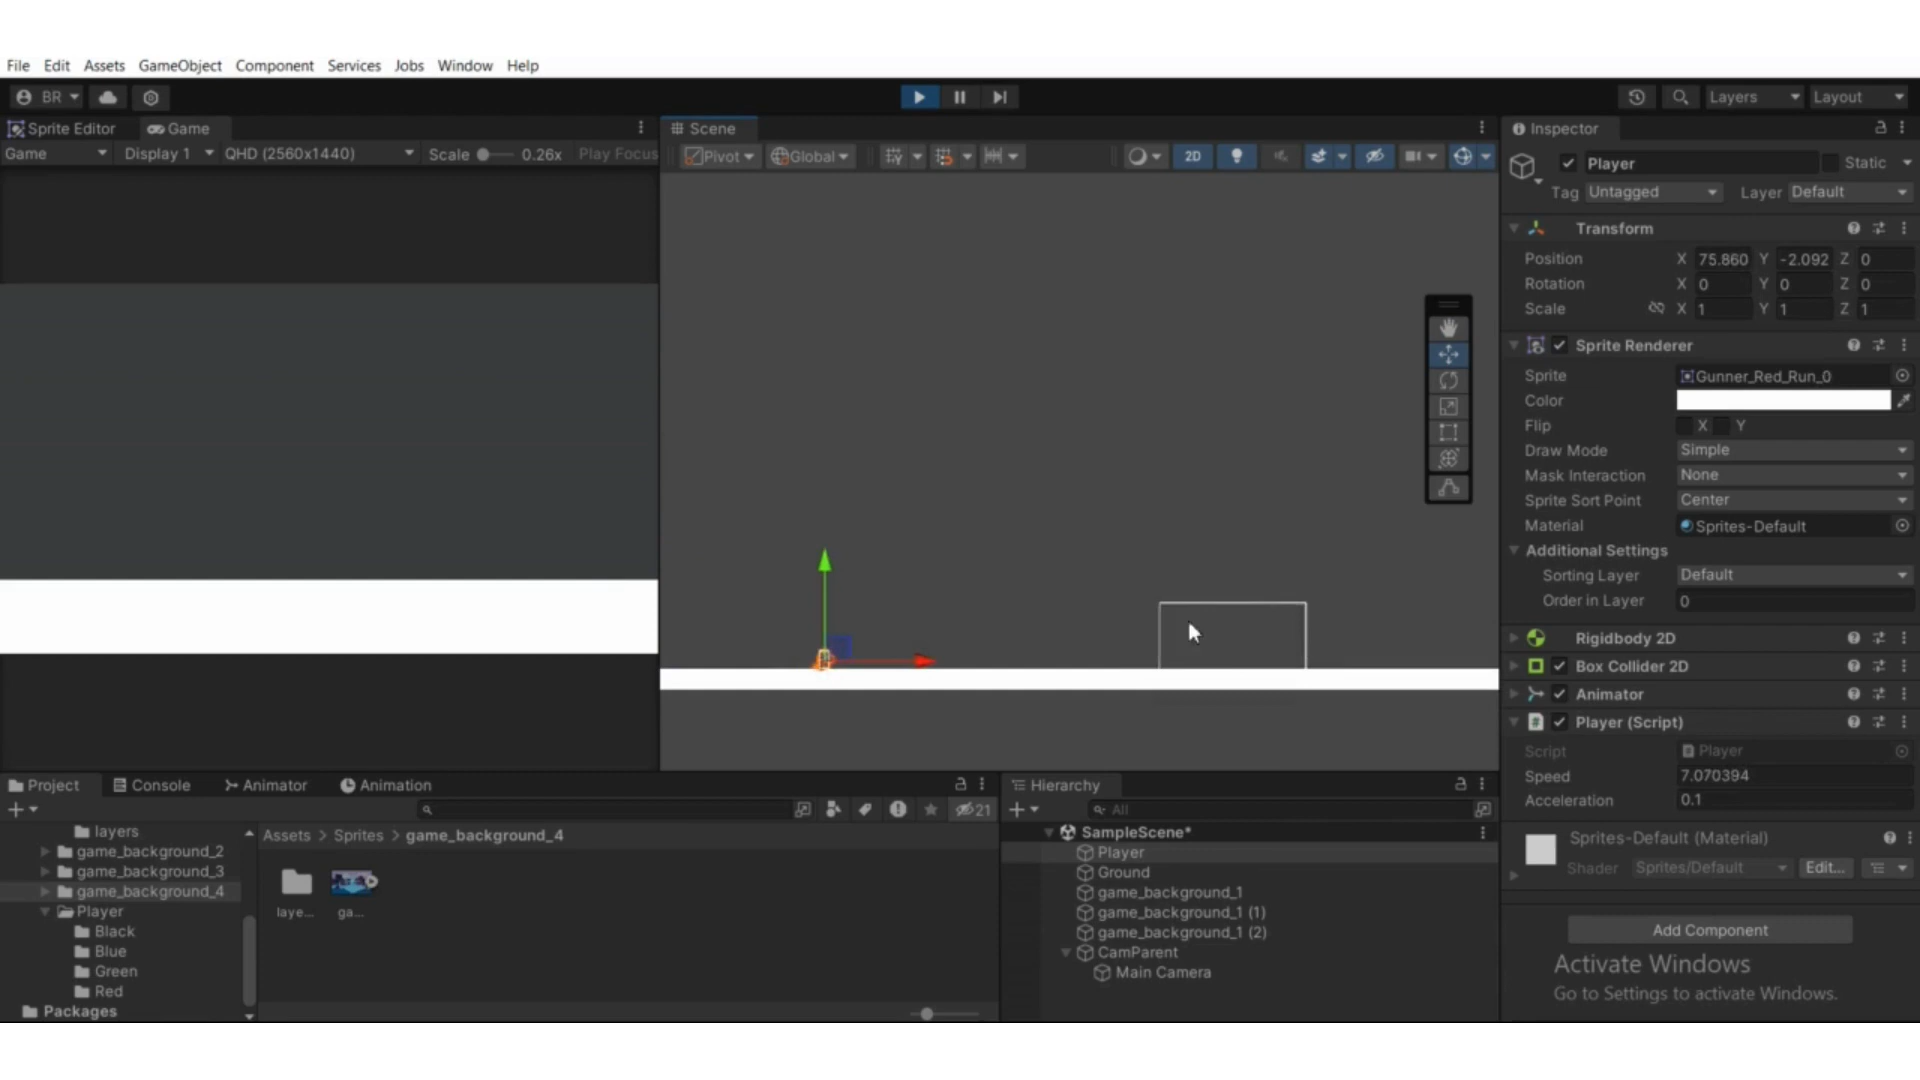 File Edit Assets GameObject Component Services Jobs Window Help
BR
Layers Layout
Sprite Editor Game
Game Display 1 QHD (2560x1440) Scale 0.26x Play Focus
Scene
Pivot Global 2D
Inspector
Player Static
Tag Untagged Layer Default
Transform
Position X 75.860 Y -2.092 Z 0
Rotation X 0 Y 0 Z 0
Scale X 1 Y 1 Z 1
Sprite Renderer
Sprite Gunner_Red_Run_0
Color
Flip X Y
Draw Mode Simple
Mask Interaction None
Sprite Sort Point Center
Material Sprites-Default
Additional Settings
Sorting Layer Default
Order in Layer 0
Rigidbody 2D
Box Collider 2D
Animator
Player (Script)
Script Player
Speed 7.070394
Acceleration 0.1
Sprites-Default (Material)
Shader Sprites/Default Edit...
Add Component
Activate Windows
Go to Settings to activate Windows.
Project Console Animator Animation
21
layers
game_background_2
game_background_3
game_background_4
Player
Black
Blue
Green
Red
Packages
Assets > Sprites > game_background_4
laye... ga...
Hierarchy
All
SampleScene*
Player
Ground
game_background_1
game_background_1 (1)
game_background_1 (2)
CamParent
Main Camera